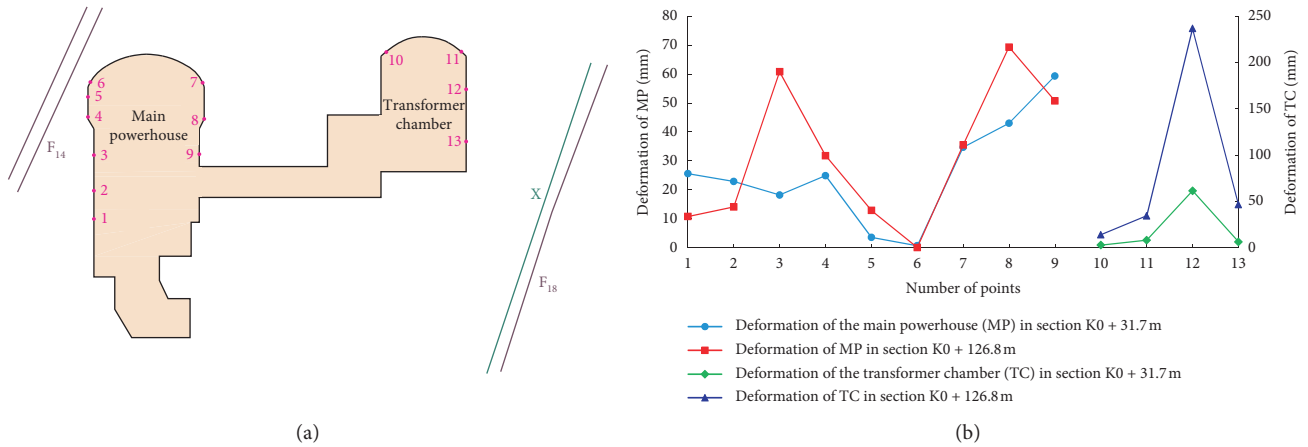 6
5
4
3
2
1
7
8
9
Main
powerhouse
F14
10
11
12
13
Transformer
chamber
X
F18
(a)
Deformation of MP (mm)
80
70
60
50
40
30
20
10
0
250
200
150
100
50
0
Deformation of TC (mm)
1 2 3 4 5 6 7 8 9 10 11 12 13
Number of points
Deformation of the main powerhouse (MP) in section K0 + 31.7 m
Deformation of MP in section K0 + 126.8 m
Deformation of the transformer chamber (TC) in section K0 + 31.7 m
Deformation of TC in section K0 + 126.8 m
(b)